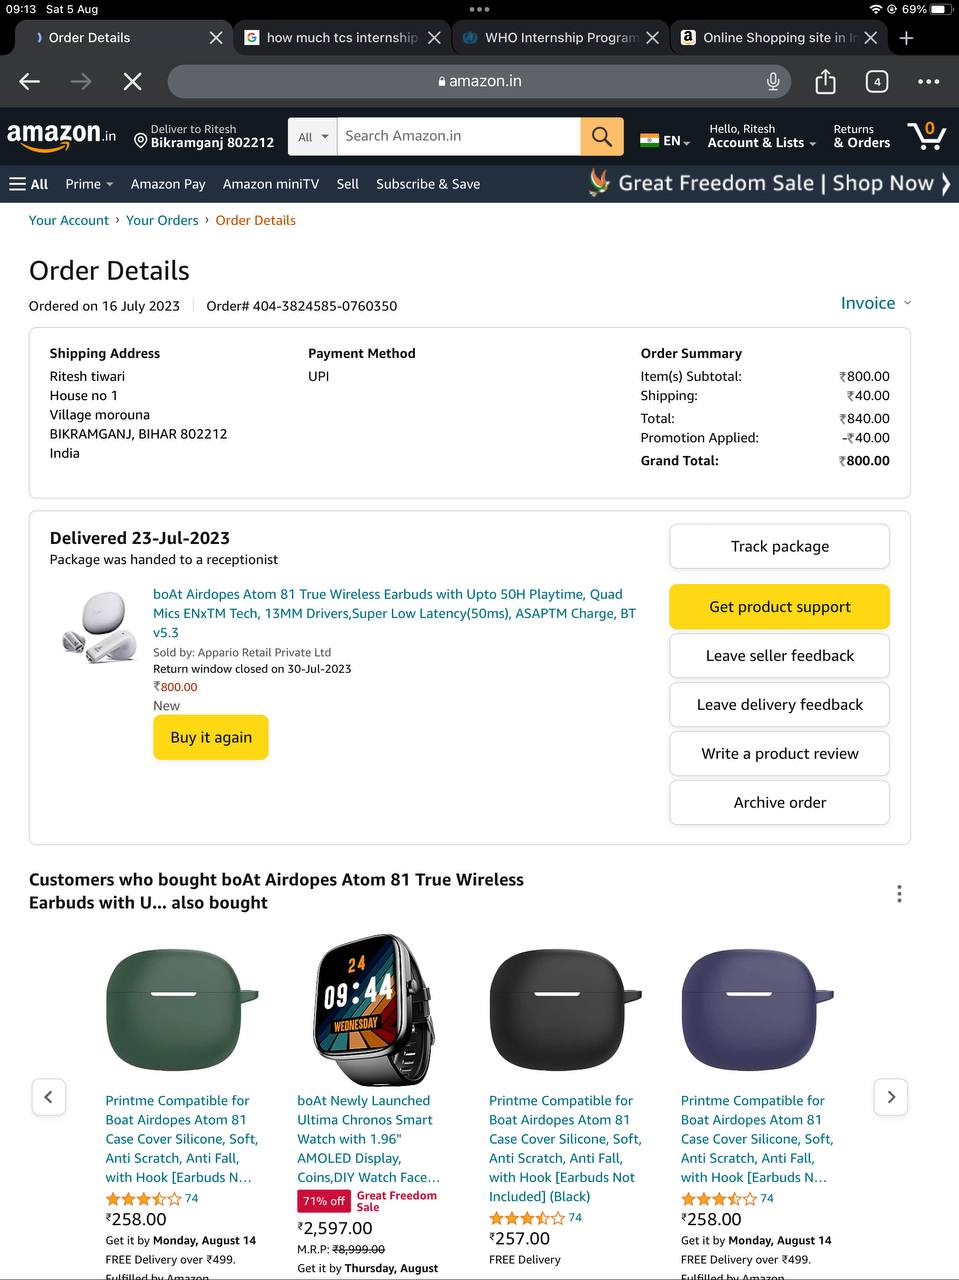 09:13 Sat 5 Aug
69%
Order Details
how much tcs internship
WHO Internship Program
Online Shopping site in In
amazon.in
4
amazon.in
Deliver to Ritesh
Bikramganj 802212
All
Search Amazon.in
EN
Hello, Ritesh
Account & Lists
Returns
& Orders
0
All
Prime
Amazon Pay
Amazon miniTV
Sell
Subscribe & Save
Great Freedom Sale | Shop Now
Your Account › Your Orders › Order Details
Order Details
Ordered on 16 July 2023
Order# 404-3824585-0760350
Invoice
Shipping Address
Ritesh tiwari
House no 1
Village morouna
BIKRAMGANJ, BIHAR 802212
India
Payment Method
UPI
Order Summary
Item(s) Subtotal: ₹800.00
Shipping: ₹40.00
Total: ₹840.00
Promotion Applied: -₹40.00
Grand Total: ₹800.00
Delivered 23-Jul-2023
Package was handed to a receptionist
boAt Airdopes Atom 81 True Wireless Earbuds with Upto 50H Playtime, Quad
Mics ENxTM Tech, 13MM Drivers,Super Low Latency(50ms), ASAPTM Charge, BT
v5.3
Sold by: Appario Retail Private Ltd
Return window closed on 30-Jul-2023
₹800.00
New
Buy it again
Track package
Get product support
Leave seller feedback
Leave delivery feedback
Write a product review
Archive order
Customers who bought boAt Airdopes Atom 81 True Wireless
Earbuds with U... also bought
Printme Compatible for
Boat Airdopes Atom 81
Case Cover Silicone, Soft,
Anti Scratch, Anti Fall,
with Hook [Earbuds N...
74
₹258.00
Get it by Monday, August 14
FREE Delivery over ₹499.
Fulfilled by Amazon
24
09:44
WEDNESDAY
boAt Newly Launched
Ultima Chronos Smart
Watch with 1.96"
AMOLED Display,
Coins,DIY Watch Face...
71% off
Great Freedom
Sale
₹2,597.00
M.R.P: ₹8,999.00
Get it by Thursday, August
Printme Compatible for
Boat Airdopes Atom 81
Case Cover Silicone, Soft,
Anti Scratch, Anti Fall,
with Hook [Earbuds Not
Included] (Black)
74
₹257.00
FREE Delivery
Printme Compatible for
Boat Airdopes Atom 81
Case Cover Silicone, Soft,
Anti Scratch, Anti Fall,
with Hook [Earbuds N...
74
₹258.00
Get it by Monday, August 14
FREE Delivery over ₹499.
Fulfilled by Amazon